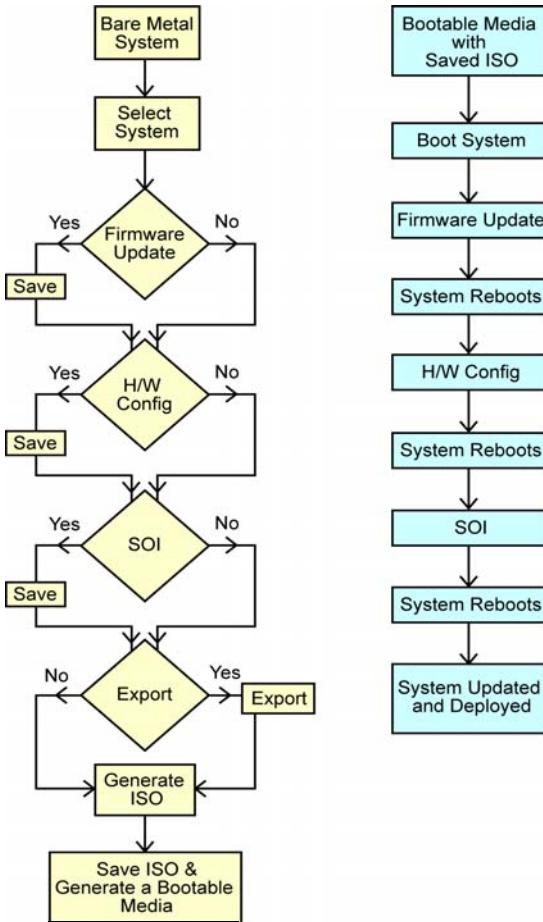 Bare Metal
System
Select
System
Yes
No
Firmware
Update
Save
Yes
No
H/W
Config
Save
Yes
No
SOI
Save
No
Yes
Export
Export
Generate
ISO
Save ISO &
Generate a Bootable
Media
Bootable Media
with
Saved ISO
Boot System
Firmware Update
System Reboots
H/W Config
System Reboots
SOI
System Reboots
System Updated
and Deployed